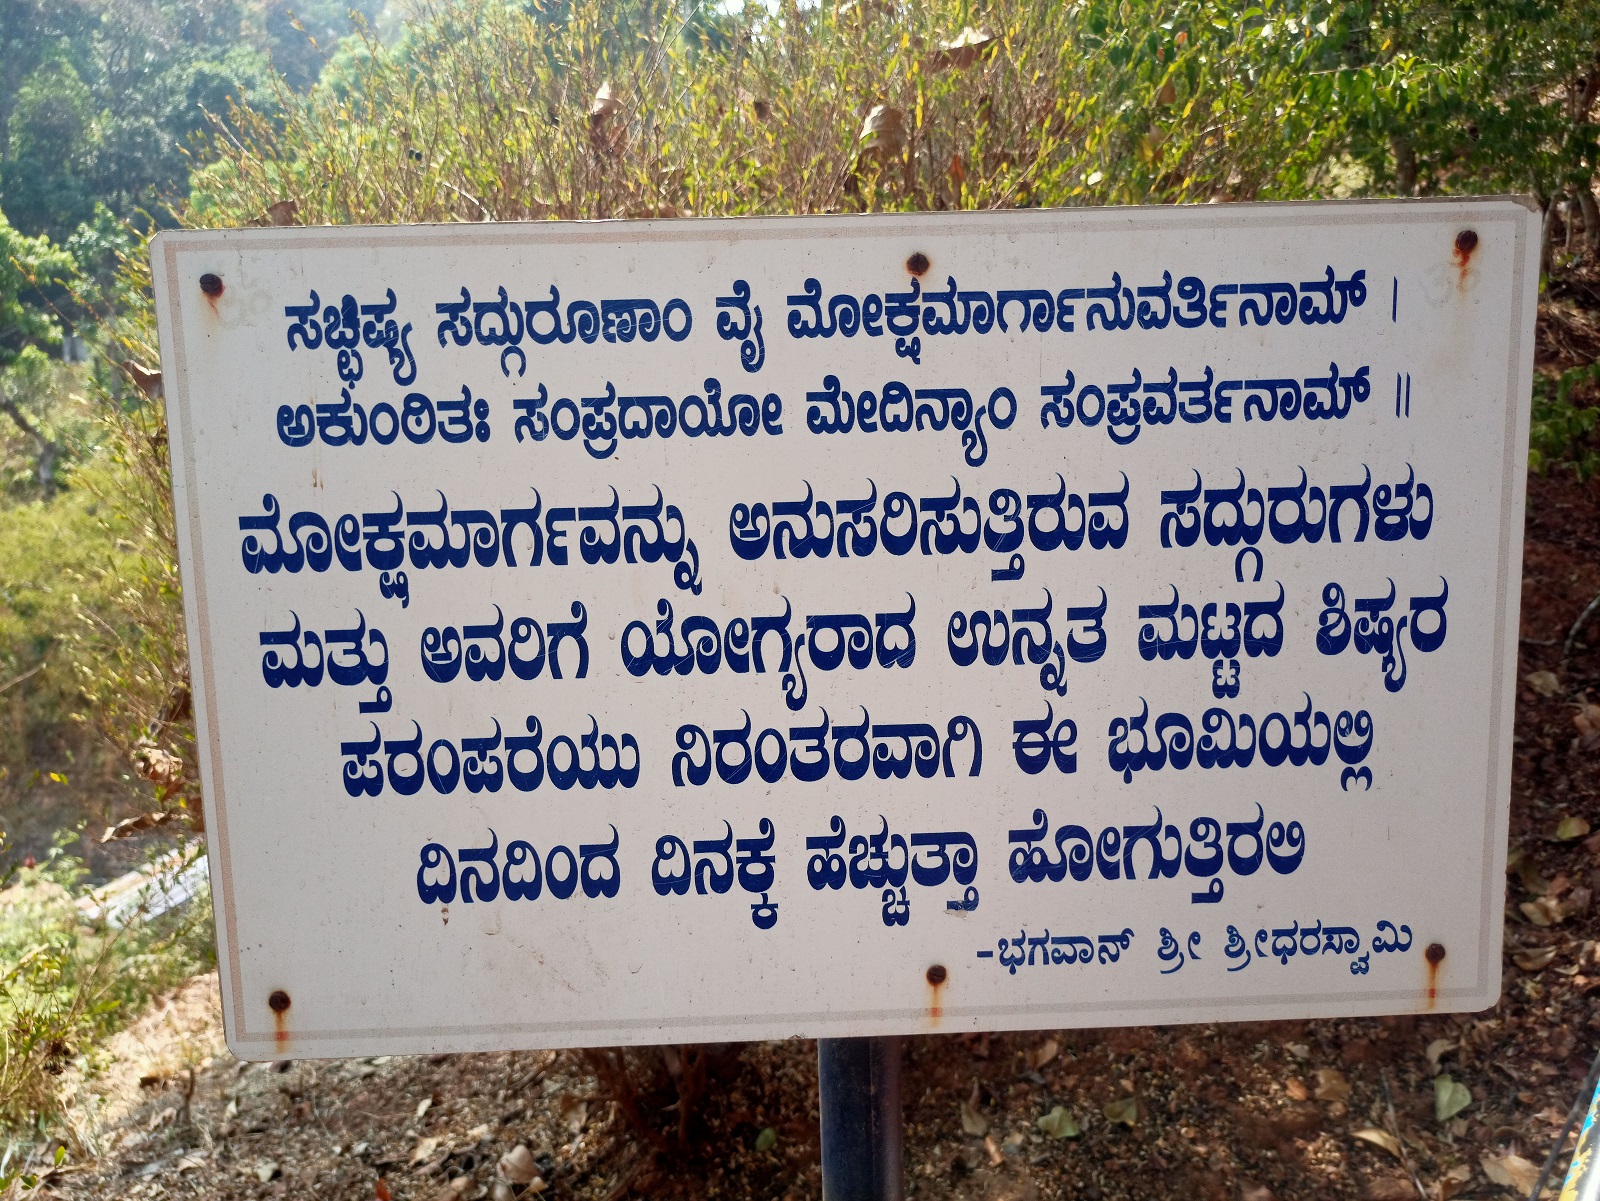 ಸಚ್ಛಿಷ್ಯ ಸದ್ಗುರೂಣಾಂ ವೈ ಮೋಕ್ಷಮಾರ್ಗಾನುವರ್ತಿನಾಮ್ ।
ಅಕುಂಠಿತಃ ಸಂಪ್ರದಾಯೋ ಮೇದಿನ್ಯಾಂ ಸಂಪ್ರವರ್ತನಾಮ್ ॥
ಮೋಕ್ಷಮಾರ್ಗವನ್ನು ಅನುಸರಿಸುತ್ತಿರುವ ಸದ್ಗುರುಗಳು
ಮತ್ತು ಅವರಿಗೆ ಯೋಗ್ಯರಾದ ಉನ್ನತ ಮಟ್ಟದ ಶಿಷ್ಯರ
ಪರಂಪರೆಯು ನಿರಂತರವಾಗಿ ಈ ಭೂಮಿಯಲ್ಲಿ
ದಿನದಿಂದ ದಿನಕ್ಕೆ ಹೆಚ್ಚುತ್ತಾ ಹೋಗುತ್ತಿರಲಿ
-ಭಗವಾನ್ ಶ್ರೀ ಶ್ರೀಧರಸ್ವಾಮಿ